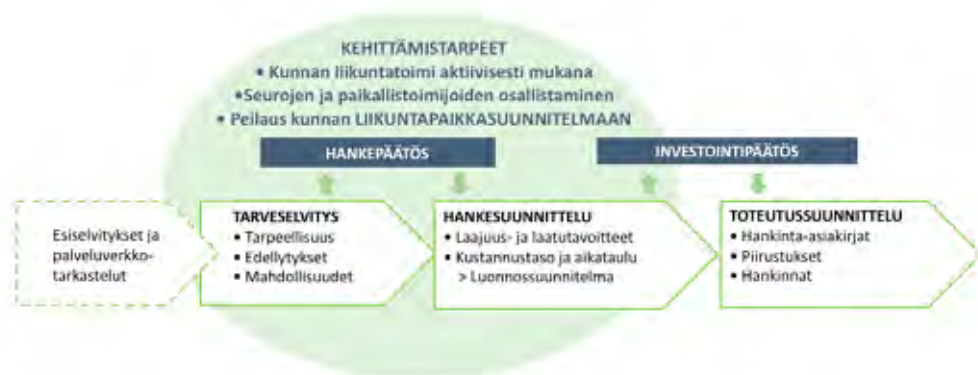 KEHITTÄMISTARPEET
• Kunnan liikuntatoimi aktiivisesti mukana
•Seurojen ja paikallistoimijoiden osallistaminen
• Peilaus kunnan LIIKUNTAPAIKKASUUNNITELMAAN
HANKEPÄÄTÖS
INVESTOINTIPÄÄTÖS
Esiselvitykset ja
palveluverkko-
tarkastelut
TARVESELVITYS
• Tarpeellisuus
• Edellytykset
• Mahdollisuudet
HANKESUUNNITTELU
• Laajuus- ja laatutavoitteet
• Kustannustaso ja aikataulu
> Luonnossuunnitelma
TOTEUTUSSUUNNITTELU
• Hankinta-asiakirjat
• Piirustukset
• Hankinnat